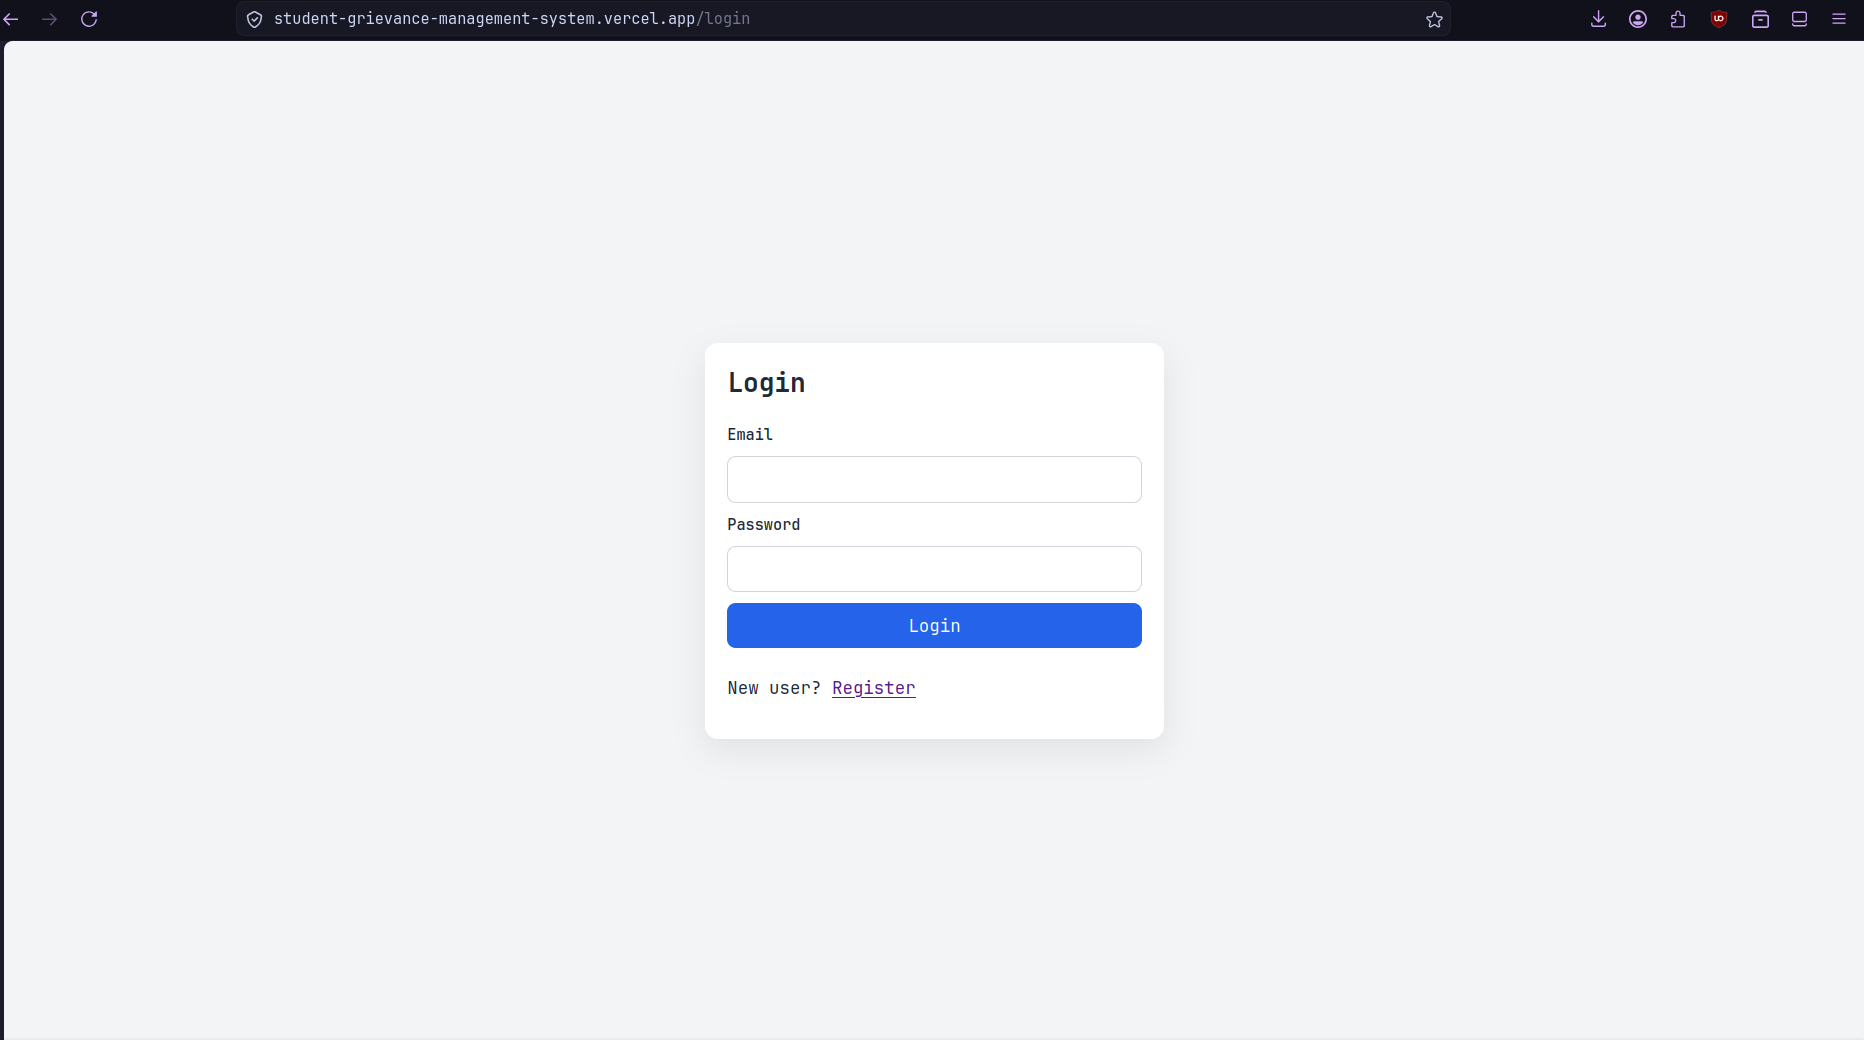 student-grievance-management-system.vercel.app/login
Login
Email
Password
Login
New user? Register